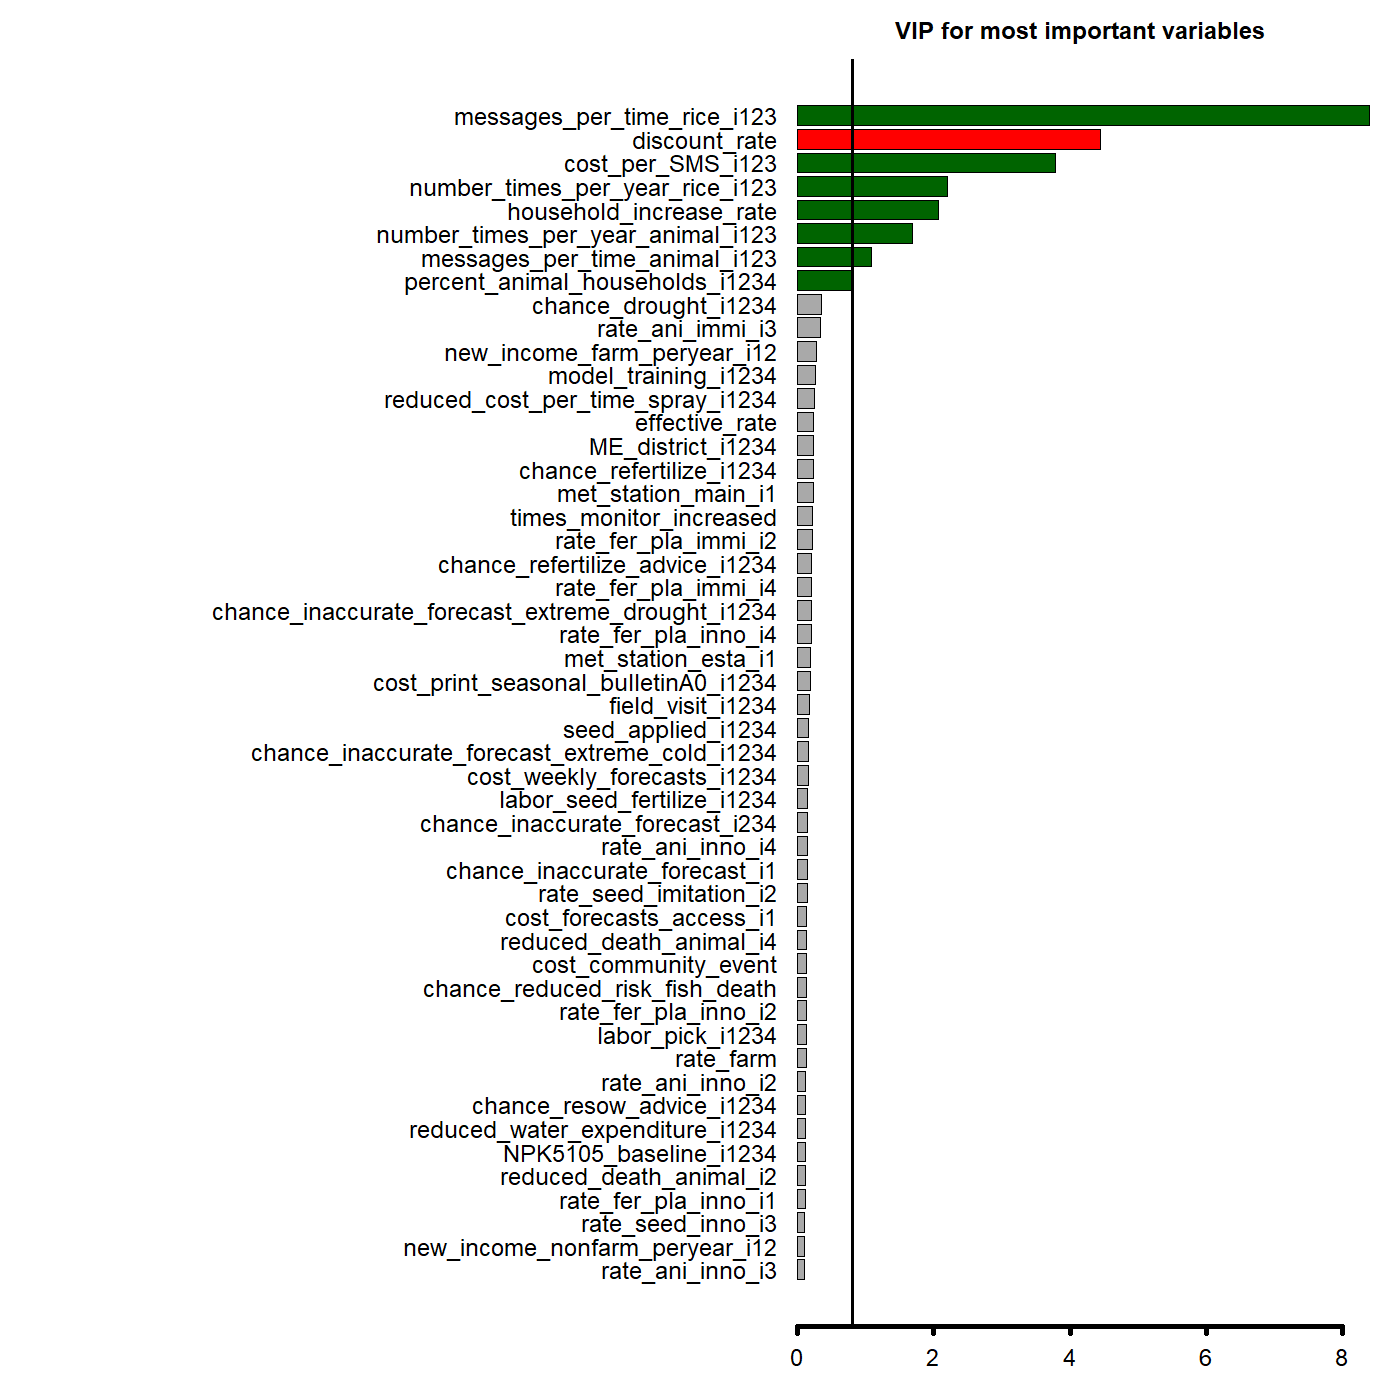 VIP for most important variables
messages_per_time_rice_i123
discount_rate
cost_per_SMS_i123
number_times_per_year_rice_i123
household_increase_rate
number_times_per_year_animal_i123
messages_per_time_animal_i123
percent_animal_households_i1234
chance_drought_i1234
rate_ani_immi_i3
new_income_farm_peryear_i12
model_training_i1234
reduced_cost_per_time_spray_i1234
effective_rate
ME_district_i1234
chance_refertilize_i1234
met_station_main_i1
times_monitor_increased
rate_fer_pla_immi_i2
chance_refertilize_advice_i1234
rate_fer_pla_immi_i4
chance_inaccurate_forecast_extreme_drought_i1234
rate_fer_pla_inno_i4
met_station_esta_i1
cost_print_seasonal_bulletinA0_i1234
field_visit_i1234
seed_applied_i1234
chance_inaccurate_forecast_extreme_cold_i1234
cost_weekly_forecasts_i1234
labor_seed_fertilize_i1234
chance_inaccurate_forecast_i234
rate_ani_inno_i4
chance_inaccurate_forecast_i1
rate_seed_imitation_i2
cost_forecasts_access_i1
reduced_death_animal_i4
cost_community_event
chance_reduced_risk_fish_death
rate_fer_pla_inno_i2
labor_pick_i1234
rate_farm
rate_ani_inno_i2
chance_resow_advice_i1234
reduced_water_expenditure_i1234
NPK5105_baseline_i1234
reduced_death_animal_i2
rate_fer_pla_inno_i1
rate_seed_inno_i3
new_income_nonfarm_peryear_i12
rate_ani_inno_i3
0 2 4 6 8